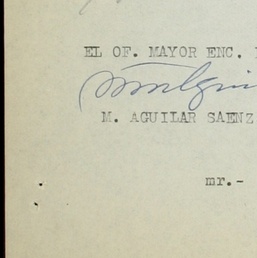 EL OF. MAYOR ENC.
M. AGUILAR SAENZ
mr.-